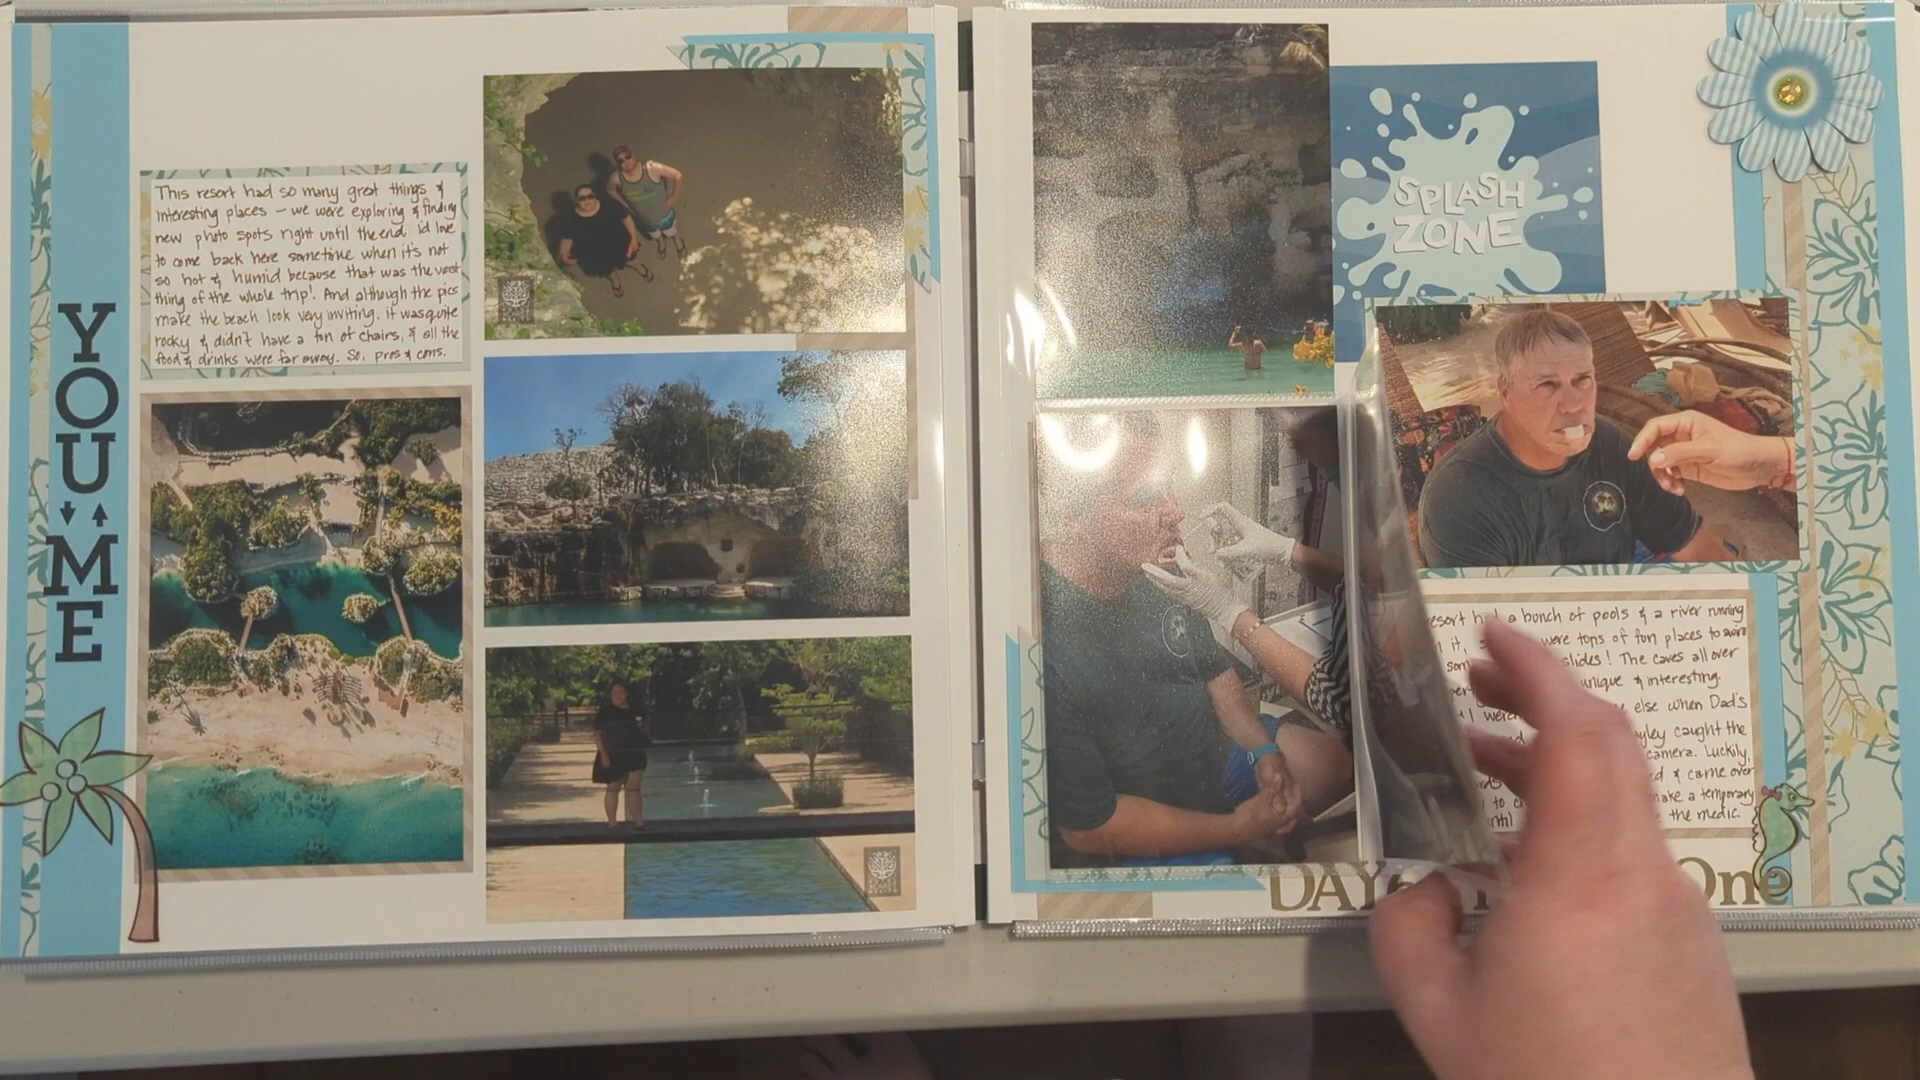 YOU
ME
This resort had so many great things &
interesting places - we were exploring & finding
new photo spots right until the end. I'd love
to come back here sometime when it's not
so hot & humid because that was the worst
thing of the whole trip! And although the pics
make the beach look very inviting, it was quite
rocky & didn't have a ton of chairs, & all the
food & drinks were far away. So, pros & cons.
SPLASH
ZONE
a bunch of pools & a river running
it, were tons of fun places to swim
slides! The caves all over
unique & interesting.
else when Dad's
caught the
camera. Luckily,
& came over
to make a temporary
the medic.
DAY
One